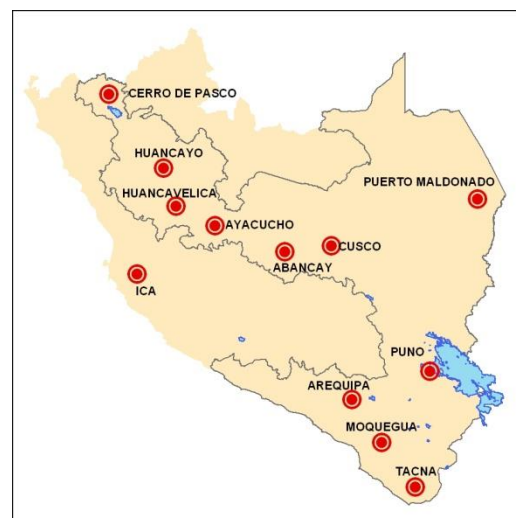 CERRO DE PASCO
HUANCAYO
PUERTO MALDONADO
HUANCAVELICA
AYACUCHO
CUSCO
ABANCAY
ICA
PUNO
AREQUIPA
MOQUEGUA
TACNA